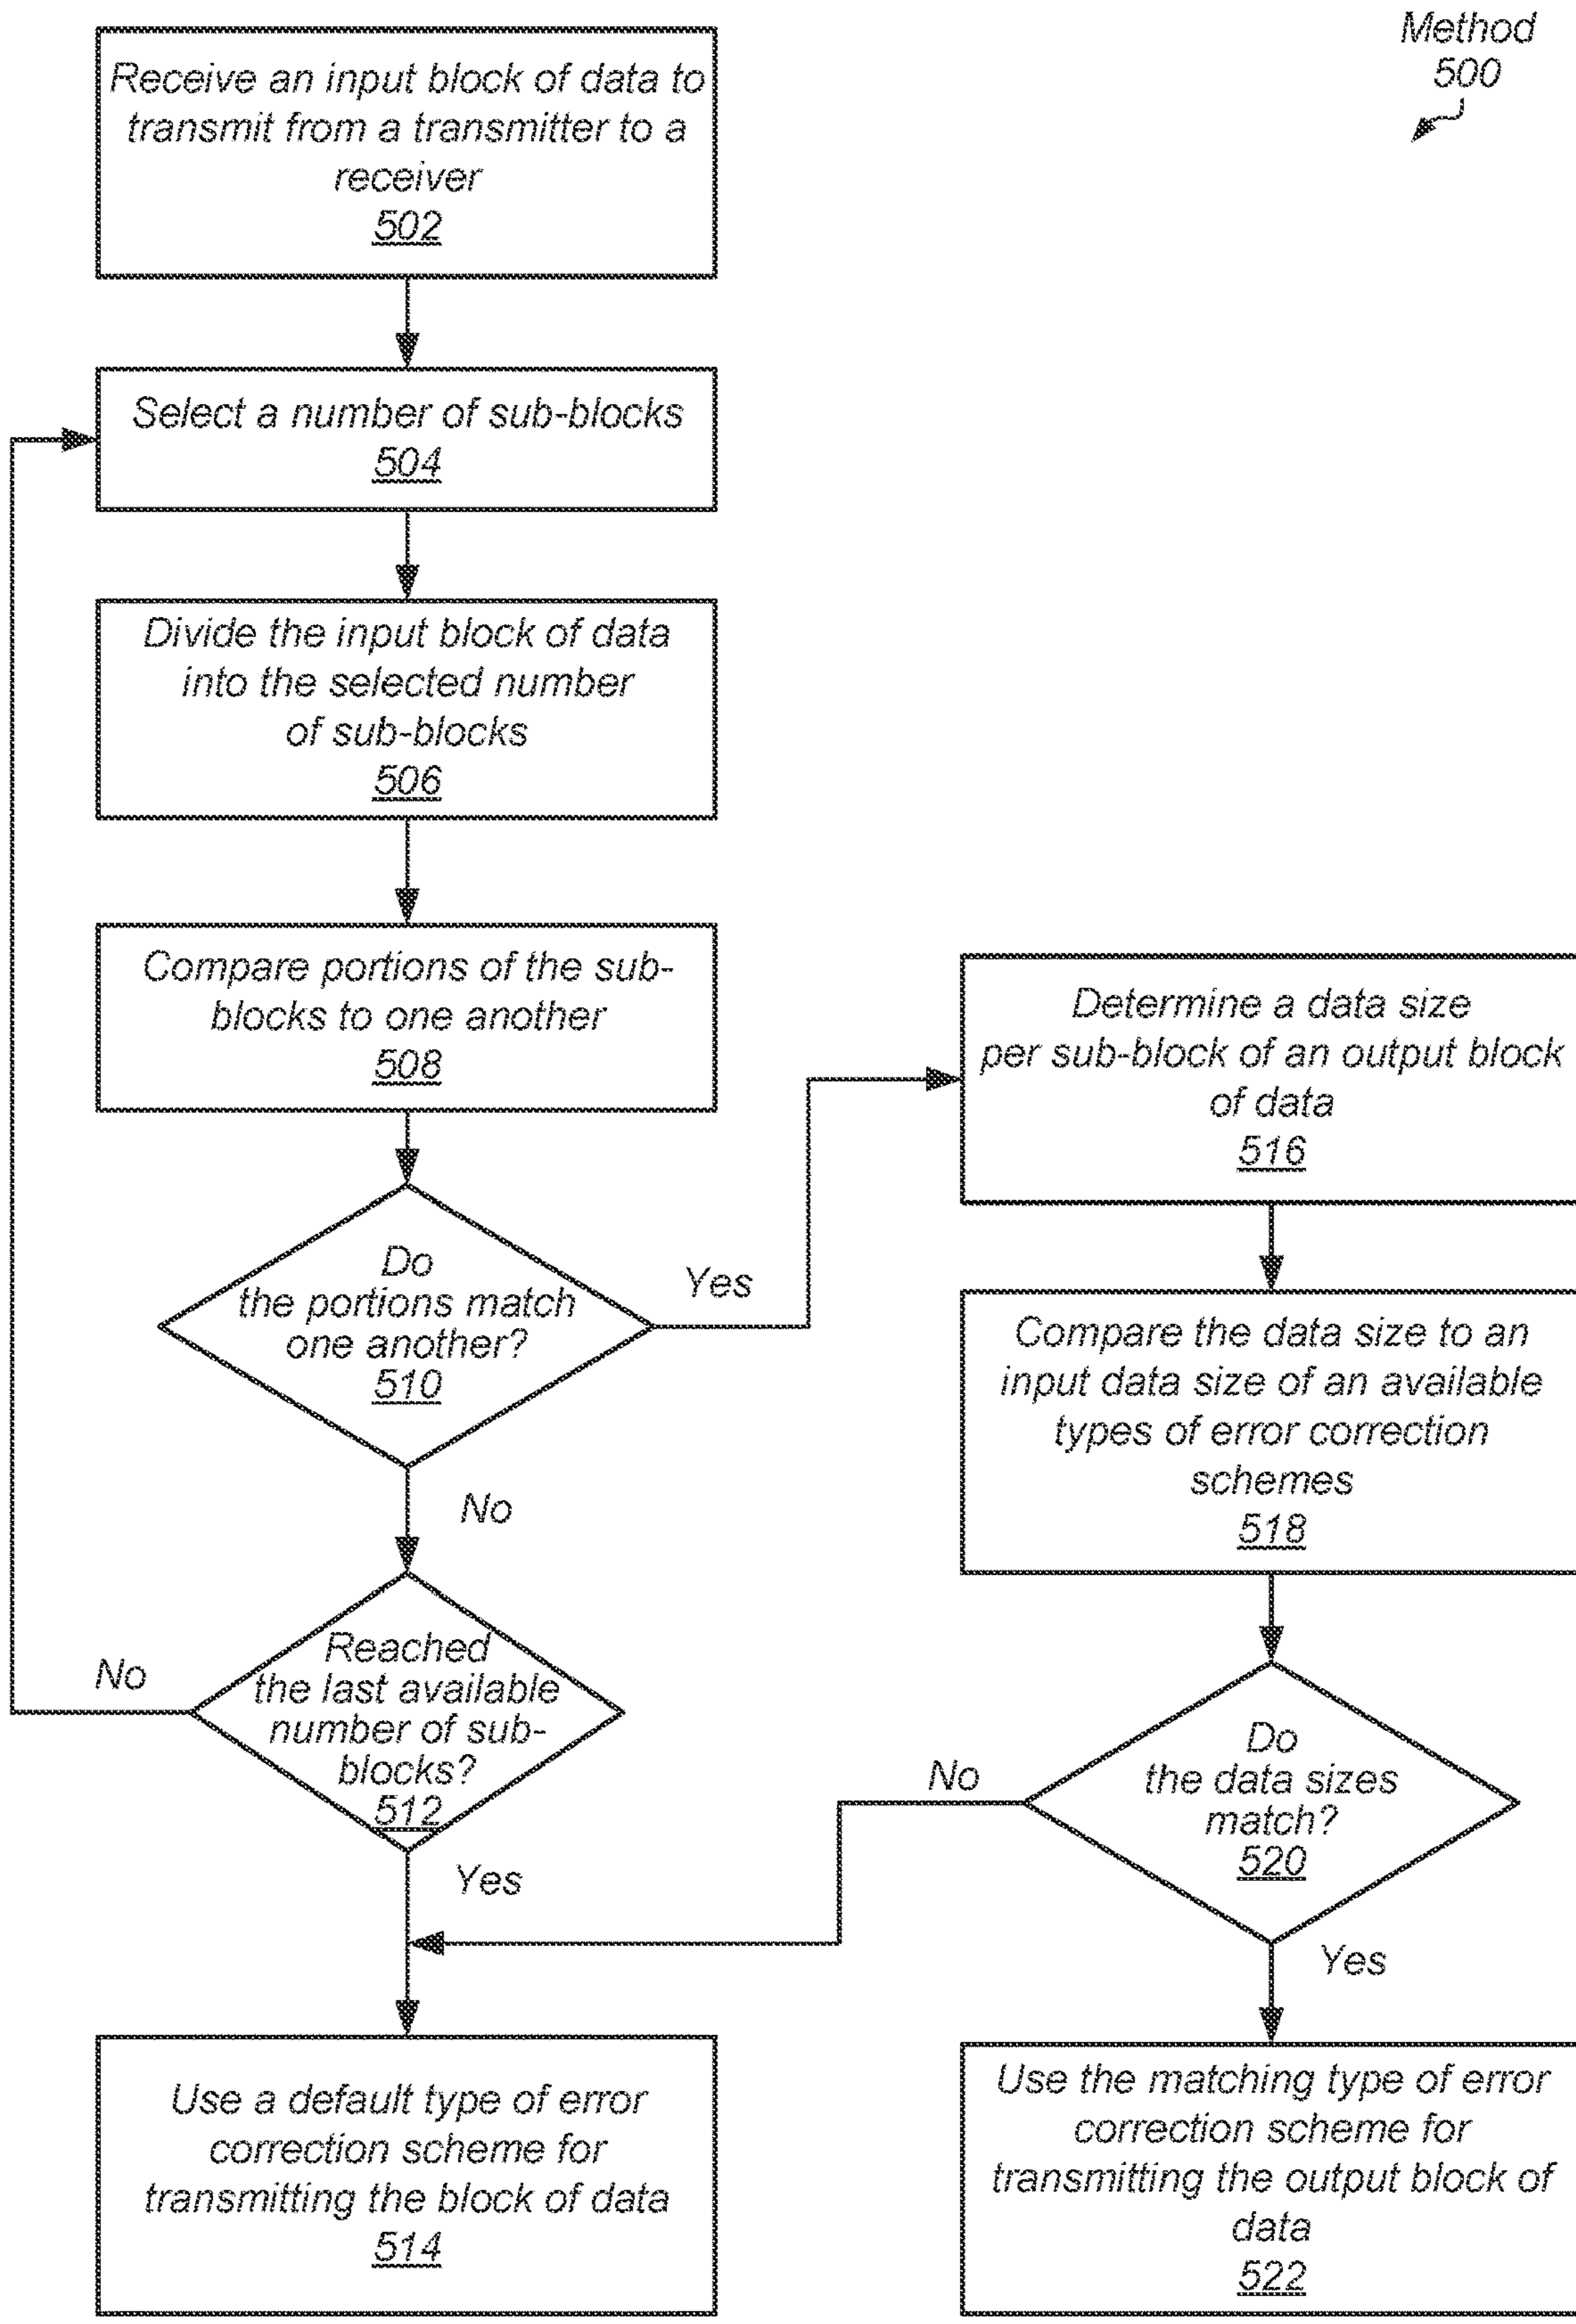 Method
500
Receive an input block of data to
transmit from a transmitter to a
receiver
502
Select a number of sub-blocks
504
Divide the input block of data
into the selected number
of sub-blocks
506
Compare portions of the sub-
blocks to one another
508
Do
the portions match
one another?
510
Yes
No
Reached
the last available
number of sub-
blocks?
512
No
Yes
Use a default type of error
correction scheme for
transmitting the block of data
514
Determine a data size
per sub-block of an output block
of data
516
Compare the data size to an
input data size of an available
types of error correction
schemes
518
Do
the data sizes
match?
520
No
Yes
Use the matching type of error
correction scheme for
transmitting the output block of
data
522